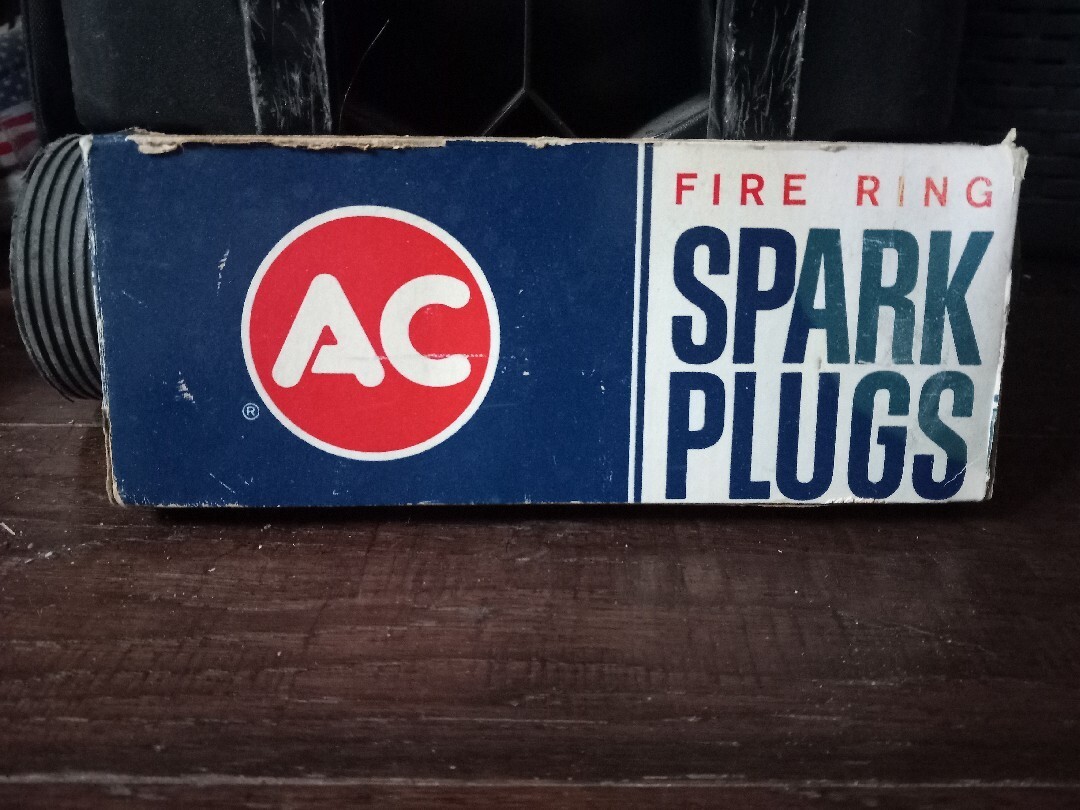 AC
®
FIRE RING
SPARK
PLUGS